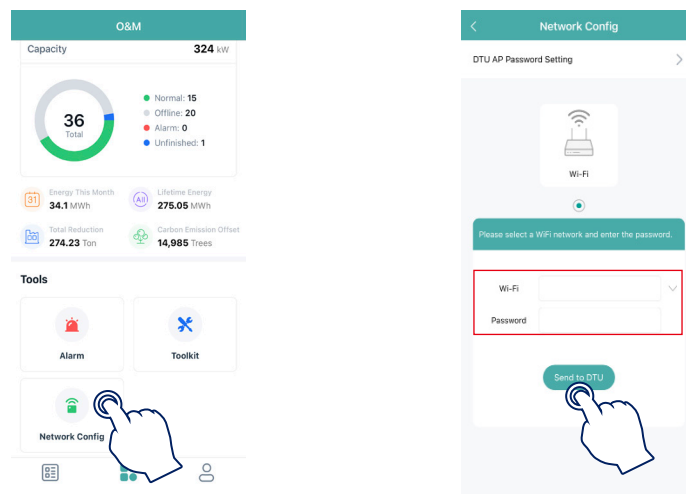 O&M
Capacity 324 kW
36
Total
Normal: 15
Offline: 20
Alarm: 0
Unfinished: 1
31
Energy This Month
34.1 MWh
All
Lifetime Energy
275.05 MWh
Total Reduction
274.23 Ton
Carbon Emission Offset
14,985 Trees
Tools
Alarm
Toolkit
Network Config
Network Config
DTU AP Password Setting
Wi-Fi
Please select a WiFi network and enter the password.
Wi-Fi
Password
Send to DTU